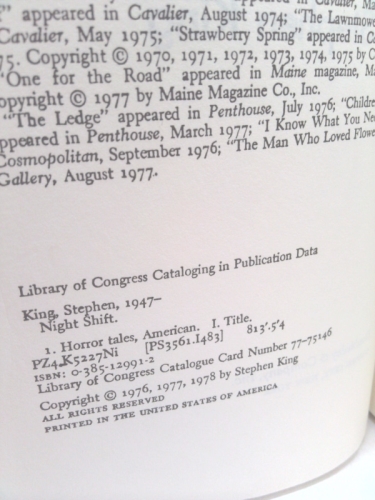 appeared in Cavalier, August 1974; "The Lawnmowe
Cavalier, May 1975; "Strawberry Spring" appeared in Ca
75. Copyright © 1970, 1971, 1972, 1973, 1974, 1975 by C
"One for the Road" appeared in Maine magazine, Ma
opyright © 1977 by Maine Magazine Co., Inc.
"The Ledge" appeared in Penthouse, July 1976; "Childre
appeared in Penthouse, March 1977; "I Know What You Nee
Cosmopolitan, September 1976; "The Man Who Loved Flowe
Gallery, August 1977.
Library of Congress Cataloging in Publication Data
King, Stephen, 1947–
Night Shift.
1. Horror tales, American. I. Title.
PZ4.K5227Ni [PS3561.I483] 813'.5'4
ISBN: 0-385-12991-2
Library of Congress Catalogue Card Number 77-75146
Copyright © 1976, 1977, 1978 by Stephen King
ALL RIGHTS RESERVED
PRINTED IN THE UNITED STATES OF AMERICA